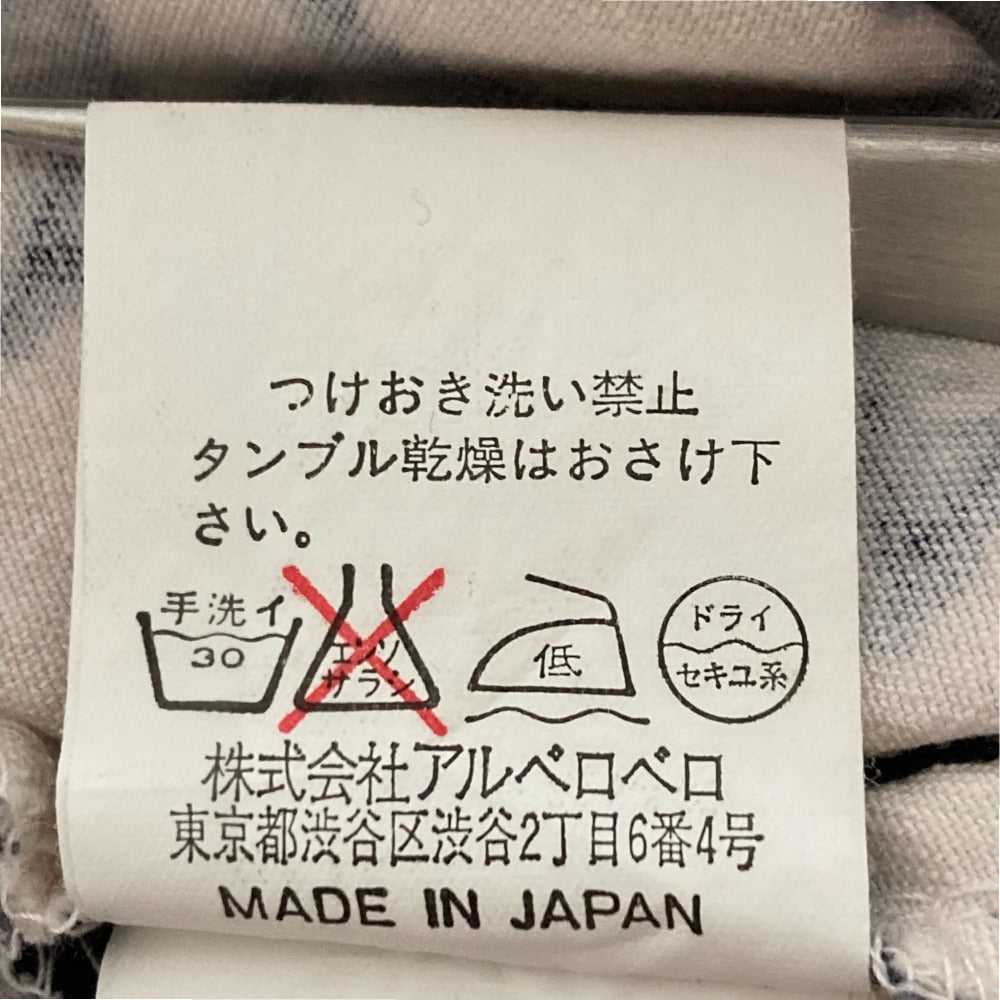 つけおき洗い禁止
タンブル乾燥はおさけ下
さい。
手洗イ
30
エンソ
サラシ
低
ドライ
セキユ系
株式会社アルベロベロ
東京都渋谷区渋谷2丁目6番4号
MADE IN JAPAN